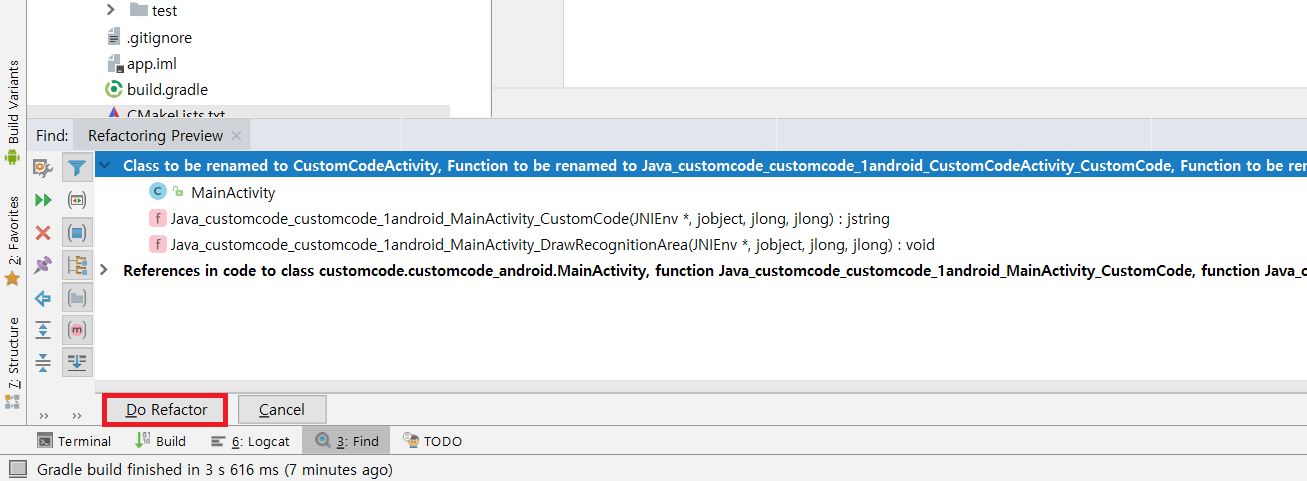 test
.gitignore
app.iml
build.gradle
CMakeLists.txt
Build Variants
2: Favorites
7: Structure
Find: Refactoring Preview
Class to be renamed to CustomCodeActivity, Function to be renamed to Java_customcode_customcode_1android_CustomCodeActivity_CustomCode, Function to be re
MainActivity
Java_customcode_customcode_1android_MainActivity_CustomCode(JNIEnv *, jobject, jlong, jlong) : jstring
Java_customcode_customcode_1android_MainActivity_DrawRecognitionArea(JNIEnv *, jobject, jlong, jlong) : void
References in code to class customcode.customcode_android.MainActivity, function Java_customcode_customcode_1android_MainActivity_CustomCode, function Java_c
Do Refactor Cancel
Terminal Build 6: Logcat 3: Find TODO
Gradle build finished in 3 s 616 ms (7 minutes ago)